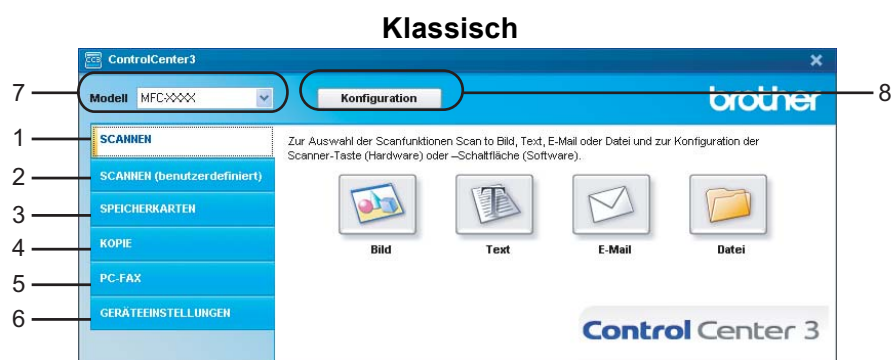 Klassisch
ControlCenter3
7
Modell MFC-XXXX
Konfiguration
8
brother
1
SCANNEN
Zur Auswahl der Scanfunktionen Scan to Bild, Text, E-Mail oder Datei und zur Konfiguration der
Scanner-Taste (Hardware) oder –Schaltfläche (Software).
2
SCANNEN (benutzerdefiniert)
3
SPEICHERKARTEN
4
KOPIE
Bild
Text
E-Mail
Datei
5
PC-FAX
6
GERÄTEEINSTELLUNGEN
Control Center 3